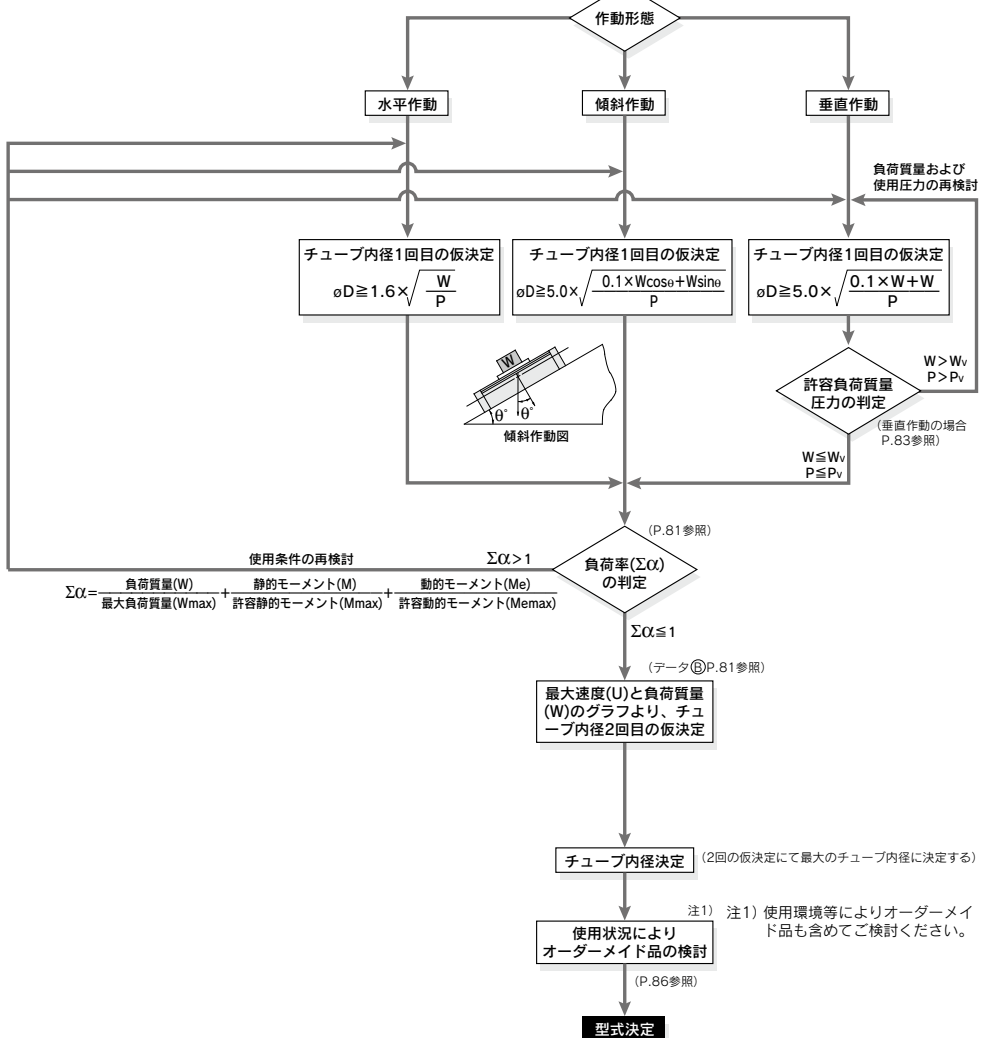 作動形態
水平作動
傾斜作動
垂直作動
負荷質量および
使用圧力の再検討
チューブ内径1回目の仮決定
øD≧1.6×√W/P
チューブ内径1回目の仮決定
øD≧5.0×√0.1×Wcosθ+Wsinθ/P
チューブ内径1回目の仮決定
øD≧5.0×√0.1×W+W/P
W
θ°
θ°
傾斜作動図
許容負荷質量
圧力の判定
W>Wv
P>Pv
(垂直作動の場合
P.83参照)
W≦Wv
P≦Pv
(P.81参照)
負荷率(Σα)
の判定
使用条件の再検討
Σα>1
Σα=負荷質量(W)/最大負荷質量(Wmax)+静的モーメント(M)/許容静的モーメント(Mmax)+動的モーメント(Me)/許容動的モーメント(Memax)
Σα≦1
(データⒷP.81参照)
最大速度(U)と負荷質量
(W)のグラフより、チュ
ーブ内径2回目の仮決定
チューブ内径決定
(2回の仮決定にて最大のチューブ内径に決定する)
注1)
注1) 使用環境等によりオーダーメイ
ド品も含めてご検討ください。
使用状況により
オーダーメイド品の検討
(P.86参照)
型式決定